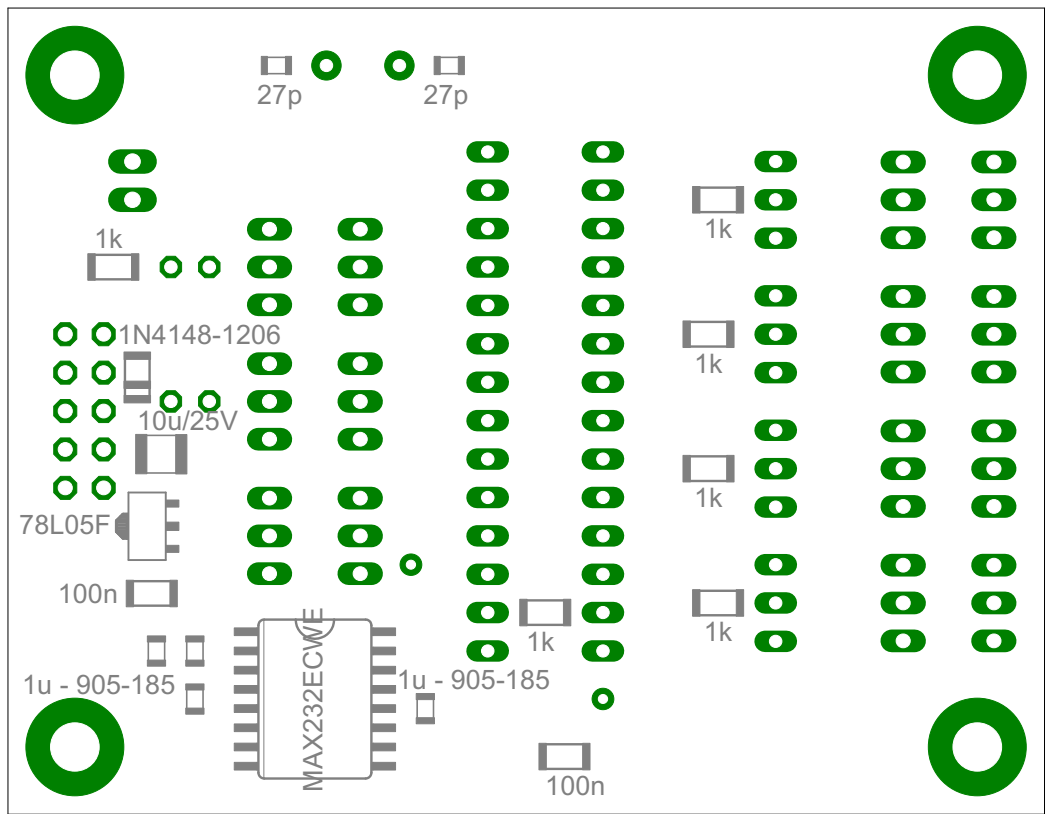 27p
27p
1k
1k
1N4148-1206
1k
10u/25V
1k
78L05F
100n
1k
1k
MAX232ECWE
1u - 905-185
1u - 905-185
100n